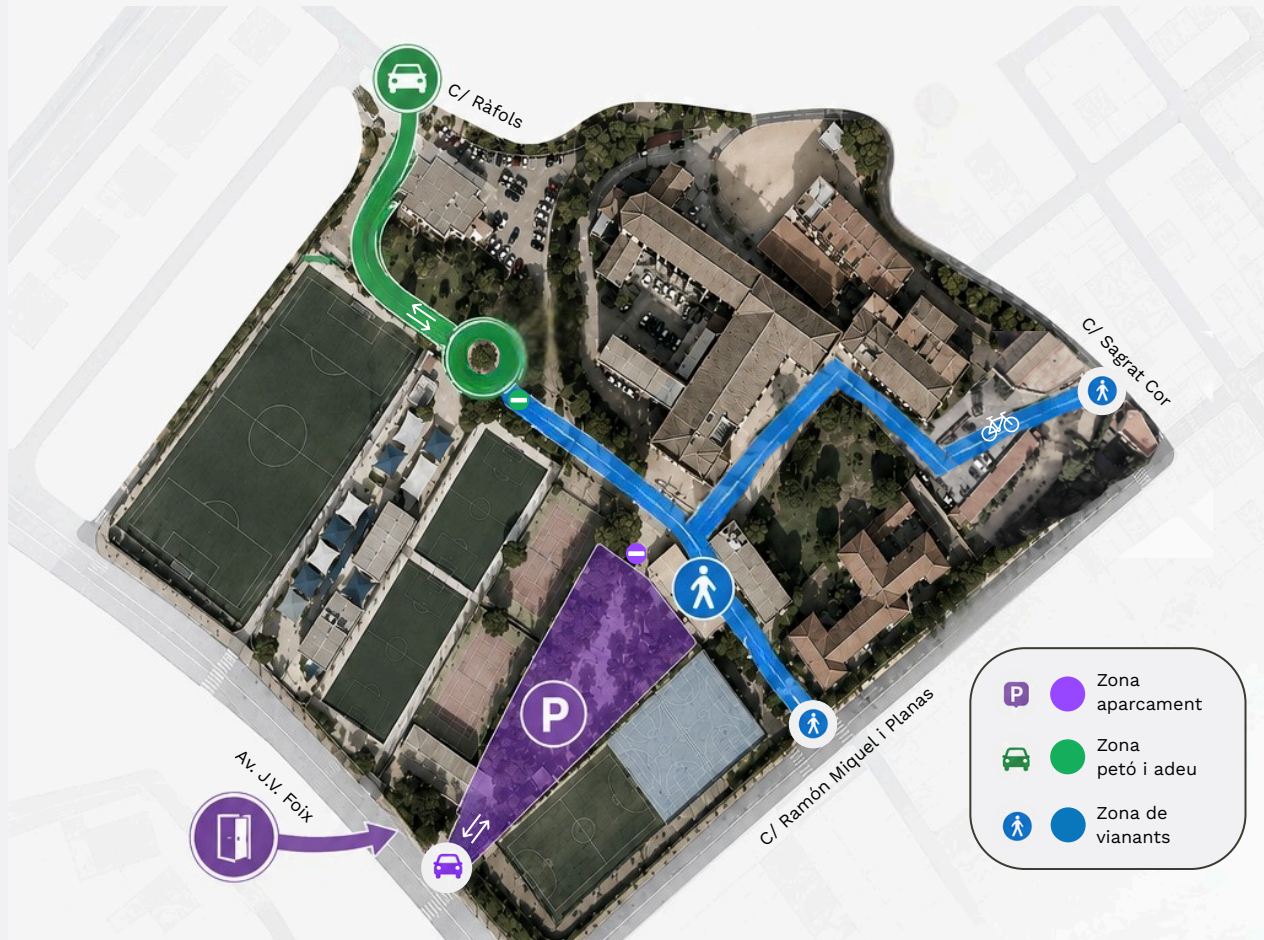 C/ Ràfols
C/ Sagrat Cor
P
Av. J.V. Foix
C/ Ramón Miquel i Planas
P
Zona
aparcament
Zona
petó i adeu
Zona de
vianants